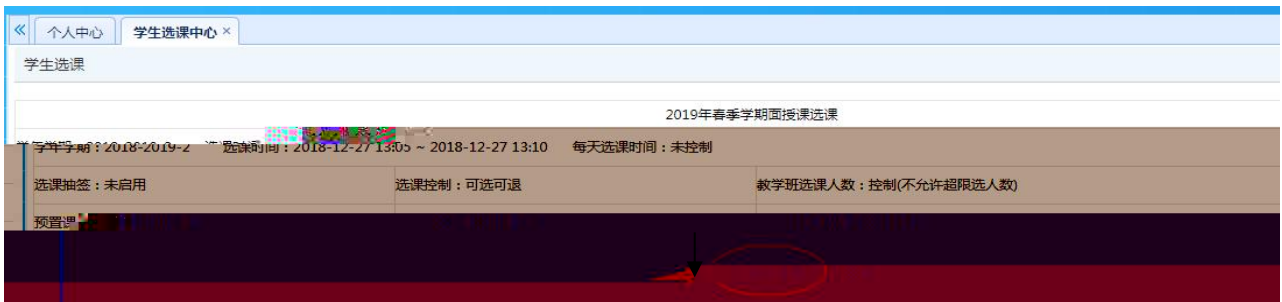 个人中心 学生选课中心 ×
学生选课
2019年春季学期面授课选课
学年学期：2018-2019-2 选课时间：2018-12-27 13:05 ~ 2018-12-27 13:10 每天选课时间：未控制
选课抽签：未启用 选课控制：可选可退 教学班选课人数：控制(不允许超限选人数)
预置课